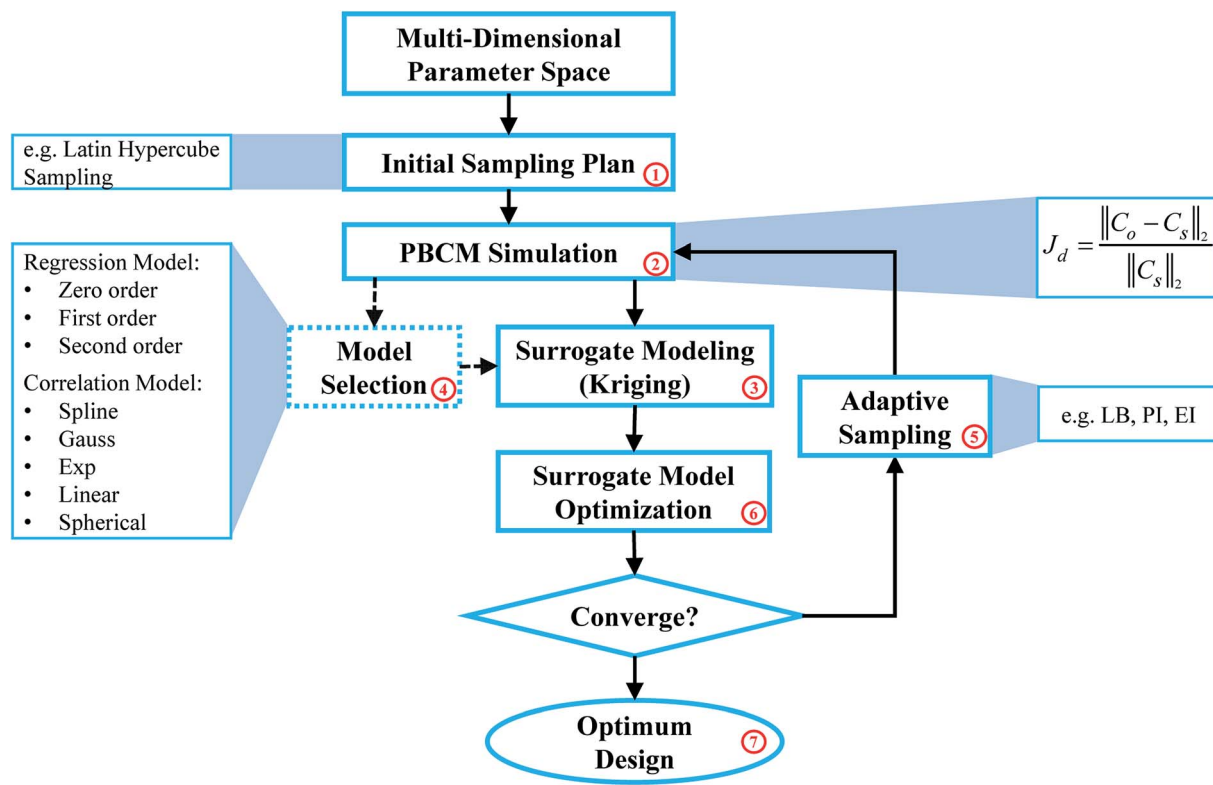 Multi-Dimensional
Parameter Space
e.g. Latin Hypercube
Sampling
Initial Sampling Plan
1
PBCM Simulation
2
J_d = ‖C_o − C_s‖_2 / ‖C_s‖_2
Regression Model:
• Zero order
• First order
• Second order
Correlation Model:
• Spline
• Gauss
• Exp
• Linear
• Spherical
Model
Selection
4
Surrogate Modeling
(Kriging)
3
Adaptive
Sampling
5
e.g. LB, PI, EI
Surrogate Model
Optimization
6
Converge?
Optimum
Design
7